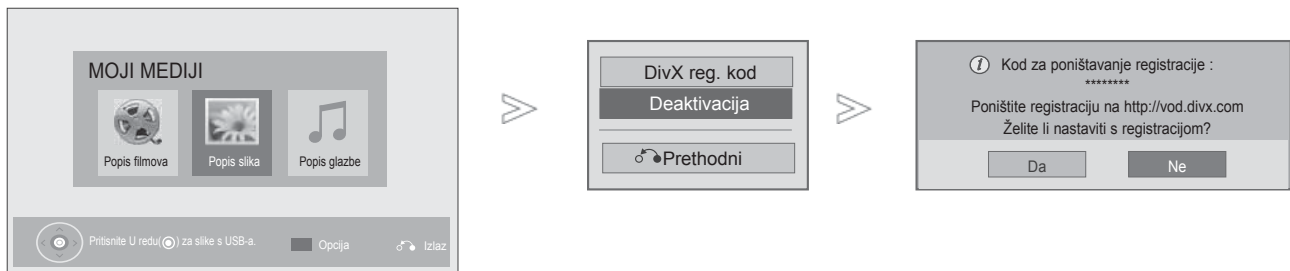 MOJI MEDIJI
Popis filmova
Popis slika
Popis glazbe
Pritisnite U redu(◉) za slike s USB-a.
Opcija
Izlaz
DivX reg. kod
Deaktivacija
Prethodni
Kod za poništavanje registracije :
********
Poništite registraciju na http://vod.divx.com
Želite li nastaviti s registracijom?
Da
Ne